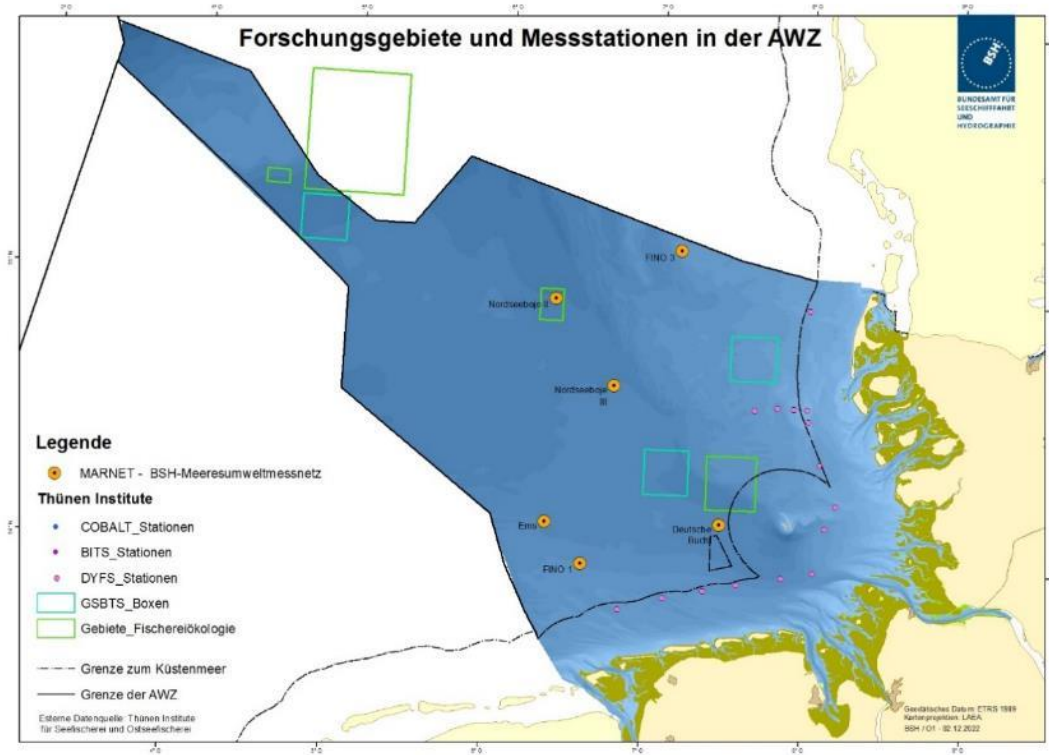 Forschungsgebiete und Messstationen in der AWZ
BSH
BUNDESAMT FÜR
SEESCHIFFFAHRT
UND
HYDROGRAPHIE
FINO 3
Nordseeboje II
Nordseeboje
III
Ems
Deutsche
Bucht
FINO 1
Legende
MARNET - BSH-Meeresumweltmessnetz
Thünen Institute
COBALT_Stationen
BITS_Stationen
DYFS_Stationen
GSBTS_Boxen
Gebiete_Fischereiökologie
Grenze zum Küstenmeer
Grenze der AWZ
Externe Datenquelle: Thünen Institute
für Seefischerei und Ostseefischerei
Geodätisches Datum: ETRS 1989
Kartenprojektion: LAEA
BSH / O1 - 02.12.2022